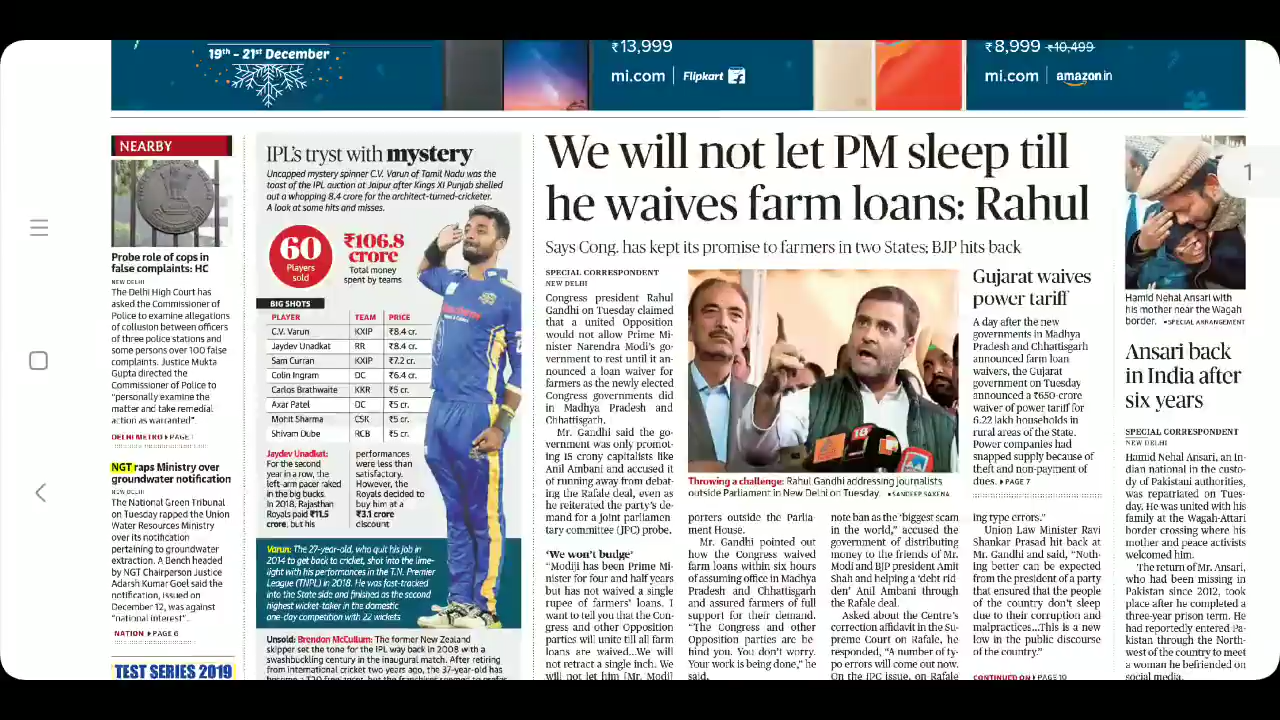 19th - 21st December
₹13,999
mi.com | Flipkart
₹8,999 ₹10,499
mi.com | amazon.in
1
NEARBY
Probe role of cops in
false complaints: HC
NEW DELHI
The Delhi High Court has
asked the Commissioner of
Police to examine allegations
of collusion between officers
of three police stations and
some persons over 100 false
complaints. Justice Mukta
Gupta directed the
Commissioner of Police to
“personally examine the
matter and take remedial
action as warranted”.
DELHI METRO ▶ PAGE 1
NGT raps Ministry over
groundwater notification
NEW DELHI
The National Green Tribunal
on Tuesday rapped the Union
Water Resources Ministry
over its notification
pertaining to groundwater
extraction. A Bench headed
by NGT Chairperson Justice
Adarsh Kumar Goel said the
notification, issued on
December 12, was against
“national interest”.
NATION ▶ PAGE 6
TEST SERIES 2019
IPL’s tryst with mystery
Uncapped mystery spinner C.V. Varun of Tamil Nadu was the
toast of the IPL auction at Jaipur after Kings XI Punjab shelled
out a whopping 8.4 crore for the architect-turned-cricketer.
A look at some hits and misses.
60
Players
sold
₹106.8
crore
Total money
spent by teams
BIG SHOTS
PLAYER TEAM PRICE
C.V. Varun KXIP ₹8.4 cr.
Jaydev Unadkat RR ₹8.4 cr.
Sam Curran KXIP ₹7.2 cr.
Colin Ingram DC ₹6.4 cr.
Carlos Brathwaite KKR ₹5 cr.
Axar Patel DC ₹5 cr.
Mohit Sharma CSK ₹5 cr.
Shivam Dube RCB ₹5 cr.
Jaydev Unadkat:
For the second
year in a row, the
left-arm pacer raked
in the big bucks.
In 2018, Rajasthan
Royals paid ₹11.5
crore, but his
performances
were less than
satisfactory.
However, the
Royals decided to
buy him at a
₹3.1 crore
discount
Varun: The 27-year-old, who quit his job in
2014 to get back to cricket, shot into the lime-
light with his performances in the T.N. Premier
League (TNPL) in 2018. He was fast-tracked
into the State side and finished as the second
highest wicket-taker in the domestic
one-day competition with 22 wickets
Unsold: Brendon McCullum: The former New Zealand
skipper set the tone for the IPL way back in 2008 with a
swashbuckling century in the inaugural match. After retiring
from international cricket two years ago, the 37-year-old has
We will not let PM sleep till
he waives farm loans: Rahul
Says Cong. has kept its promise to farmers in two States; BJP hits back
SPECIAL CORRESPONDENT
NEW DELHI
Congress president Rahul
Gandhi on Tuesday claimed
that a united Opposition
would not allow Prime Mi-
nister Narendra Modi’s go-
vernment to rest until it an-
nounced a loan waiver for
farmers as the newly elected
Congress governments did
in Madhya Pradesh and
Chhattisgarh.
Mr. Gandhi said the go-
vernment was only promot-
ing 15 crony capitalists like
Anil Ambani and accused it
of running away from debat-
ing the Rafale deal, even as
he reiterated the party’s de-
mand for a joint parliamen-
tary committee (JPC) probe.
‘We won’t budge’
“Modiji has been Prime Mi-
nister for four and half years
but has not waived a single
rupee of farmers’ loans. I
want to tell you that the Con-
gress and other Opposition
parties will unite till all farm
loans are waived...We will
not retract a single inch. We
will not let him [Mr. Modi]
Throwing a challenge: Rahul Gandhi addressing journalists
outside Parliament in New Delhi on Tuesday. ▪SANDEEP SAXENA
porters outside the Parlia-
ment House.
Mr. Gandhi pointed out
how the Congress waived
farm loans within six hours
of assuming office in Madhya
Pradesh and Chhattisgarh
and assured farmers of full
support for their demand.
“The Congress and other
Opposition parties are be-
hind you. You don’t worry.
Your work is being done,” he
said.
note ban as the ‘biggest scam
in the world,” accused the
government of distributing
money to the friends of Mr.
Modi and BJP president Amit
Shah and helping a ‘debt rid-
den’ Anil Ambani through
the Rafale deal.
Asked about the Centre’s
correction affidavit in the Su-
preme Court on Rafale, he
responded, “A number of ty-
po errors will come out now.
On the JPC issue, on Rafale
Gujarat waives
power tariff
A day after the new
governments in Madhya
Pradesh and Chhattisgarh
announced farm loan
waivers, the Gujarat
government on Tuesday
announced a ₹650-crore
waiver of power tariff for
6.22 lakh households in
rural areas of the State.
Power companies had
snapped supply because of
theft and non-payment of
dues. ▶ PAGE 7
ing type errors.”
Union Law Minister Ravi
Shankar Prasad hit back at
Mr. Gandhi and said, “Noth-
ing better can be expected
from the president of a party
that ensured that the people
of the country don’t sleep
due to their corruption and
malpractices...This is a new
low in the public discourse
of the country.”
CONTINUED ON ▶ PAGE 10
Hamid Nehal Ansari with
his mother near the Wagah
border. ▪SPECIAL ARRANGEMENT
Ansari back
in India after
six years
SPECIAL CORRESPONDENT
NEW DELHI
Hamid Nehal Ansari, an In-
dian national in the custo-
dy of Pakistani authorities,
was repatriated on Tues-
day. He was united with his
family at the Wagah-Attari
border crossing where his
mother and peace activists
welcomed him.
The return of Mr. Ansari,
who had been missing in
Pakistan since 2012, took
place after he completed a
three-year prison term. He
had reportedly entered Pa-
kistan through the North-
west of the country to meet
a woman he befriended on
social media.